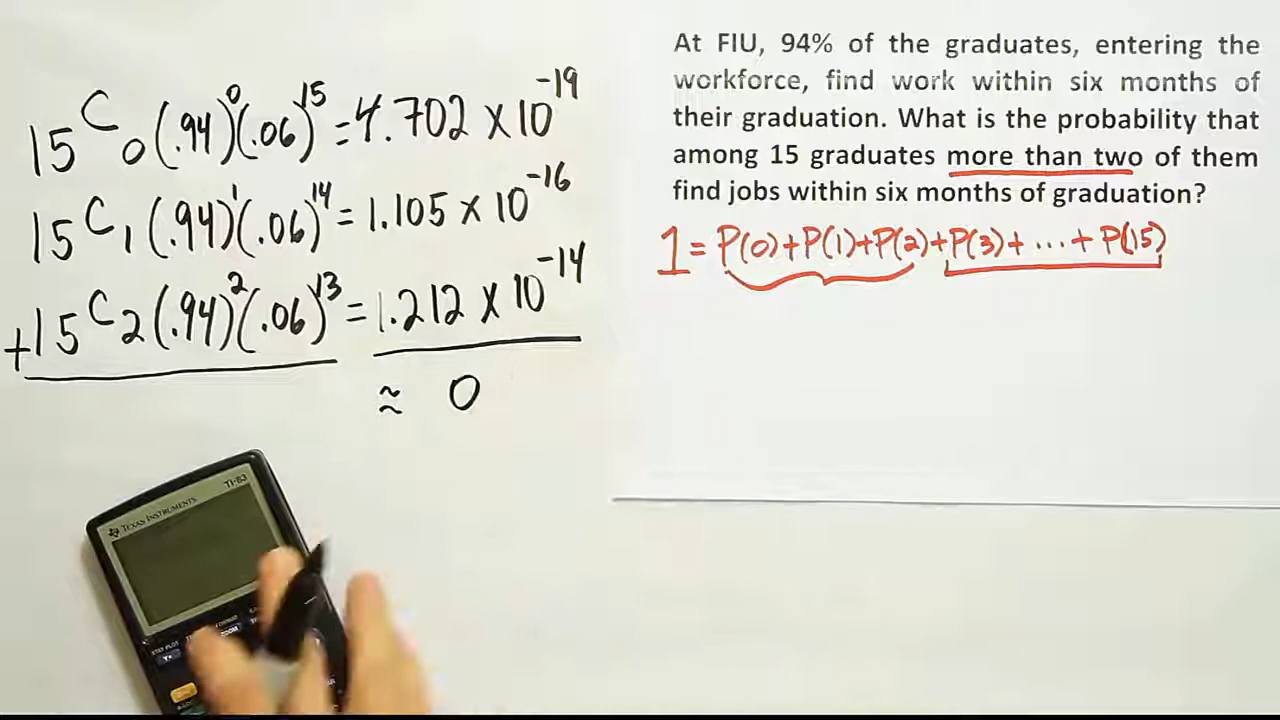 15C0(.94)^0(.06)^15=4.702 x 10^-19
15C1(.94)^1(.06)^14=1.105 x 10^-16
+15C2(.94)^2(.06)^13=1.212 x 10^-14
≈ 0
At FIU, 94% of the graduates, entering the
workforce, find work within six months of
their graduation. What is the probability that
among 15 graduates more than two of them
find jobs within six months of graduation?
1=P(0)+P(1)+P(2)+P(3)+ ... + P(15)
TI-83
TEXAS INSTRUMENTS
STAT PLOT
Y=
ZOOM